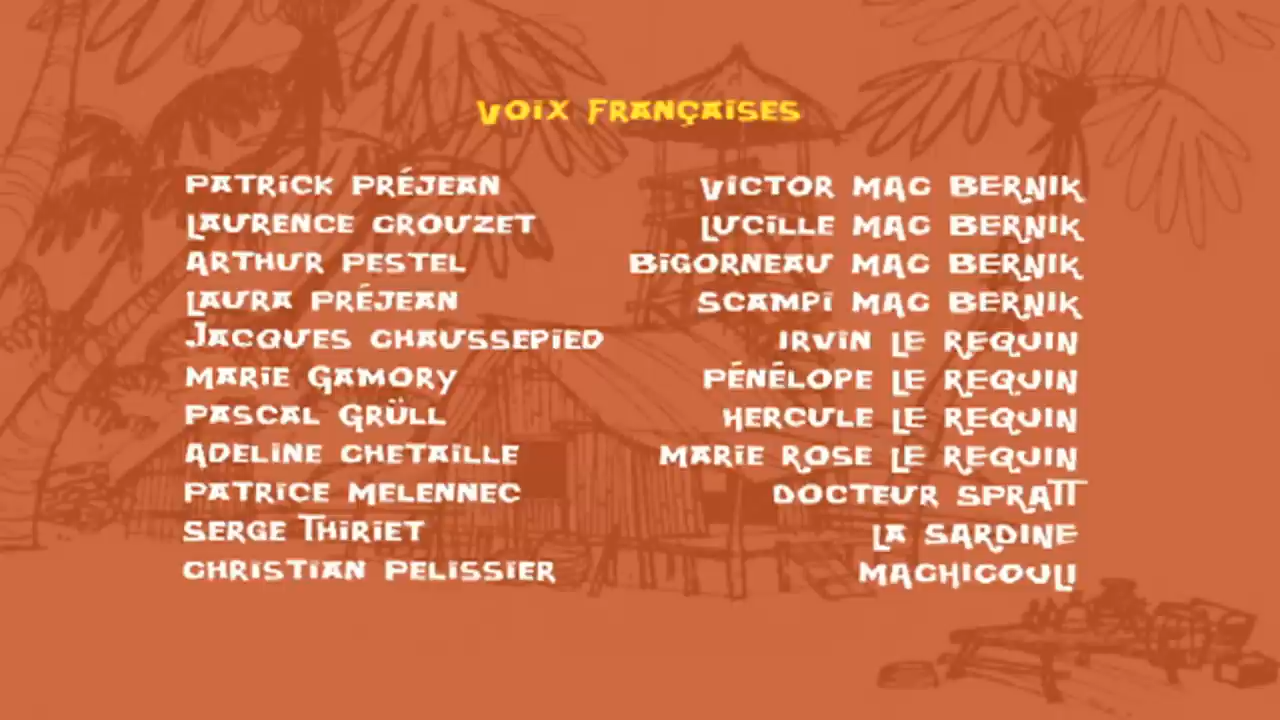 VOIX FRANÇAISES
PATRICK PRÉJEAN VICTOR MAC BERNIK
LAURENCE CROUZET LUCILLE MAC BERNIK
ARTHUR PESTEL BIGORNEAU MAC BERNIK
LAURA PRÉJEAN SCAMPI MAC BERNIK
JACQUES CHAUSSEPIED IRVIN LE REQUIN
MARIE GAMORY PÉNÉLOPE LE REQUIN
PASCAL GRÜLL HERCULE LE REQUIN
ADELINE CHETAILLE MARIE ROSE LE REQUIN
PATRICE MELENNEC DOCTEUR SPRATT
SERGE THIRIET LA SARDINE
CHRISTIAN PELISSIER MACHICOULI